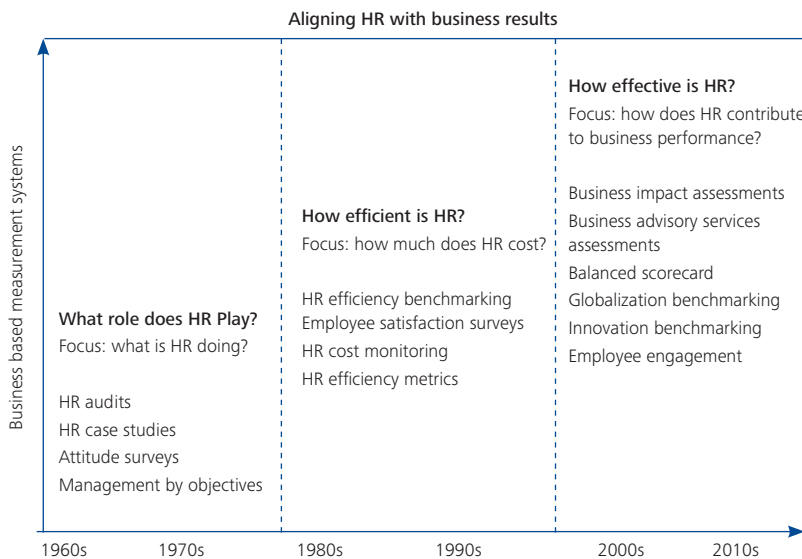 Aligning HR with business results
Business based measurement systems
What role does HR Play?
Focus: what is HR doing?
HR audits
HR case studies
Attitude surveys
Management by objectives
How efficient is HR?
Focus: how much does HR cost?
HR efficiency benchmarking
Employee satisfaction surveys
HR cost monitoring
HR efficiency metrics
How effective is HR?
Focus: how does HR contribute
to business performance?
Business impact assessments
Business advisory services
assessments
Balanced scorecard
Globalization benchmarking
Innovation benchmarking
Employee engagement
1960s 1970s 1980s 1990s 2000s 2010s